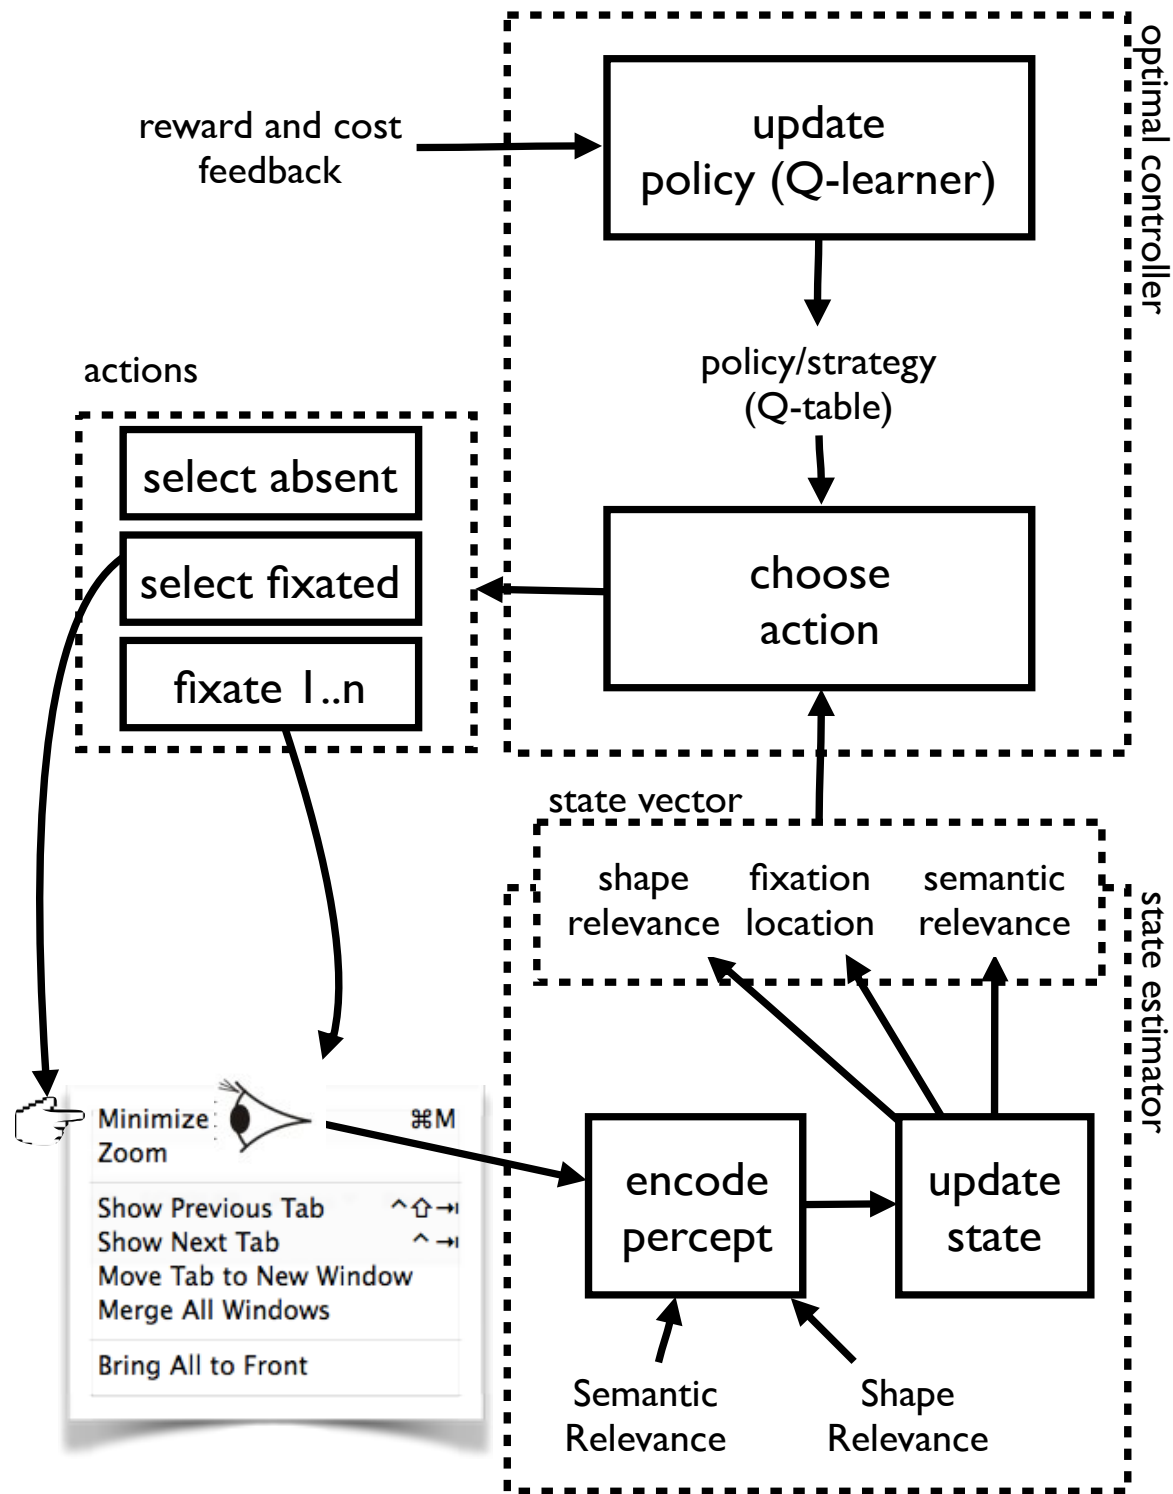 optimal controller
update
policy (Q-learner)
reward and cost
feedback
policy/strategy
(Q-table)
actions
select absent
select fixated
fixate 1..n
choose
action
state vector
shape
relevance
fixation
location
semantic
relevance
state estimator
Minimize ⌘M
Zoom
Show Previous Tab ^⇧⇥
Show Next Tab ^⇥
Move Tab to New Window
Merge All Windows
Bring All to Front
encode
percept
update
state
Semantic
Relevance
Shape
Relevance